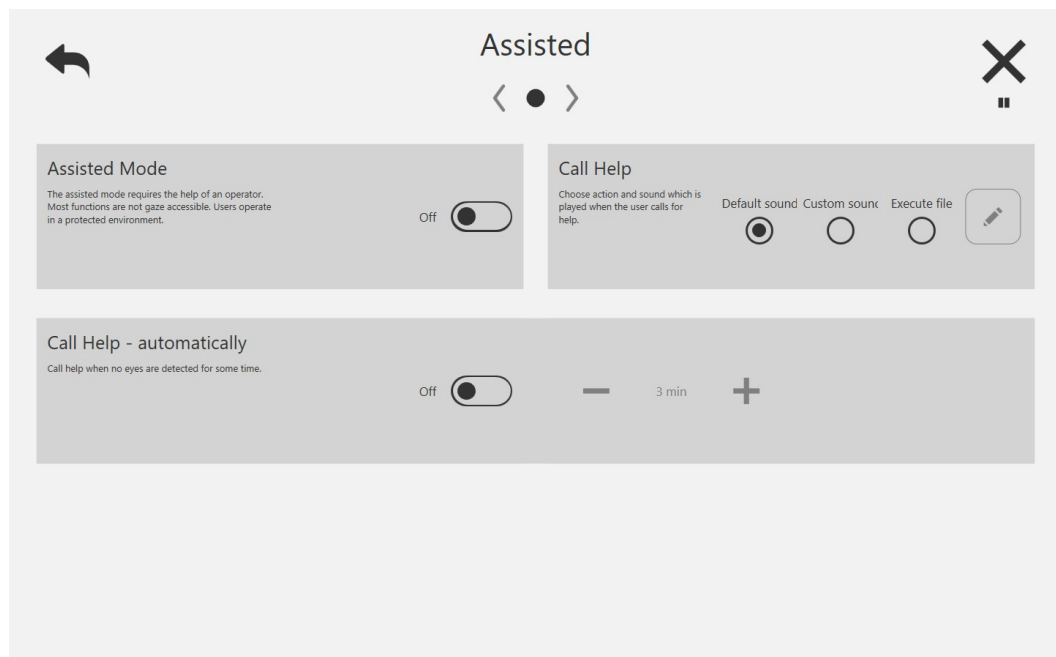 Assisted
Assisted Mode
The assisted mode requires the help of an operator.
Most functions are not gaze accessible. Users operate
in a protected environment.
Off
Call Help
Choose action and sound which is
played when the user calls for
help.
Default sound Custom sound Execute file
Call Help - automatically
Call help when no eyes are detected for some time.
Off
3 min